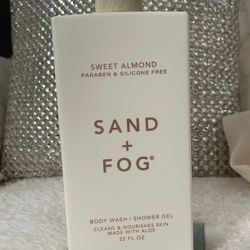 SWEET ALMOND
PARABEN & SILICONE FREE
SAND
+
FOG®
BODY WASH | SHOWER GEL
CLEANS & NOURISHES SKIN
MADE WITH ALOE
32 FL OZ